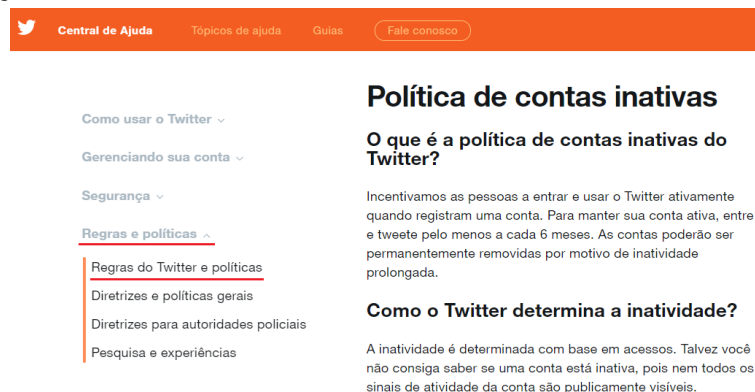 Central de Ajuda Tópicos de ajuda Guias Fale conosco
Como usar o Twitter
Gerenciando sua conta
Segurança
Regras e políticas
Regras do Twitter e políticas
Diretrizes e políticas gerais
Diretrizes para autoridades policiais
Pesquisa e experiências
Política de contas inativas
O que é a política de contas inativas do
Twitter?
Incentivamos as pessoas a entrar e usar o Twitter ativamente
quando registram uma conta. Para manter sua conta ativa, entre
e tweete pelo menos a cada 6 meses. As contas poderão ser
permanentemente removidas por motivo de inatividade
prolongada.
Como o Twitter determina a inatividade?
A inatividade é determinada com base em acessos. Talvez você
não consiga saber se uma conta está inativa, pois nem todos os
sinais de atividade da conta são publicamente visíveis.